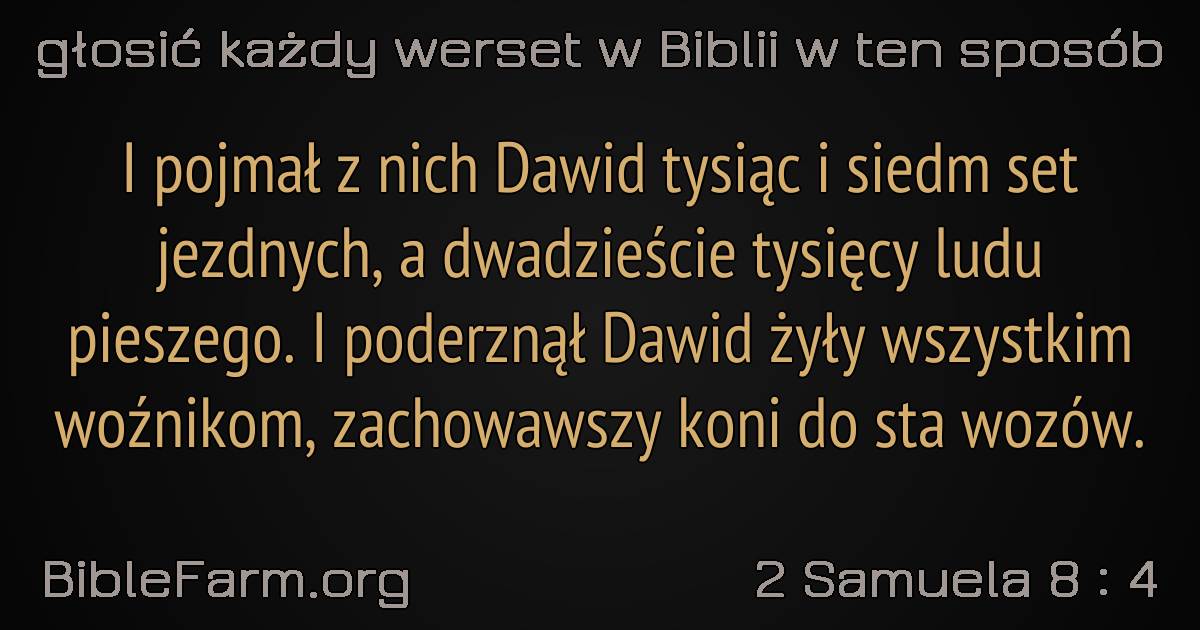 głosić każdy werset w Biblii w ten sposób
I pojmał z nich Dawid tysiąc i siedm set
jezdnych, a dwadzieście tysięcy ludu
pieszego. I poderznął Dawid żyły wszystkim
woźnikom, zachowawszy koni do sta wozów.
BibleFarm.org
2 Samuela 8 : 4